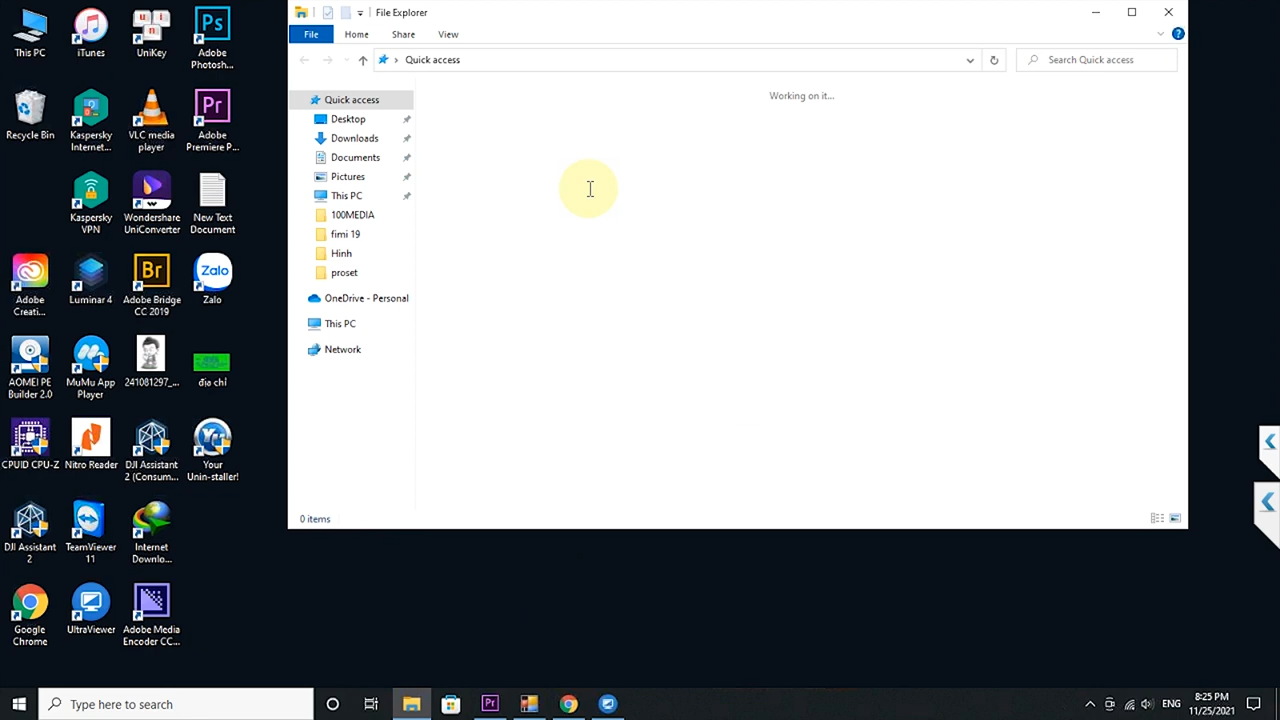 File Explorer
File
Home
Share
View
Quick access
Search Quick access
Working on it...
Quick access
Desktop
Downloads
Documents
Pictures
This PC
100MEDIA
fimi 19
Hinh
proset
OneDrive - Personal
This PC
Network
0 items
This PC
iTunes
UniKey
Ps
Adobe
Photosh...
Recycle Bin
Kaspersky
Internet...
VLC media
player
Pr
Adobe
Premiere P...
Kaspersky
VPN
Wondershare
UniConverter
New Text
Document
Adobe
Creati...
Luminar 4
Br
Adobe Bridge
CC 2019
Zalo
Zalo
AOMEI PE
Builder 2.0
MuMu App
Player
241081297_...
địa chỉ
CPUID CPU-Z
Nitro Reader
DJI Assistant
2 (Consum...
Your
Unin-staller!
DJI Assistant
2
TeamViewer
11
Internet
Downlo...
Google
Chrome
UltraViewer
Adobe Media
Encoder CC...
Type here to search
Pr
ENG
8:25 PM
11/25/2021